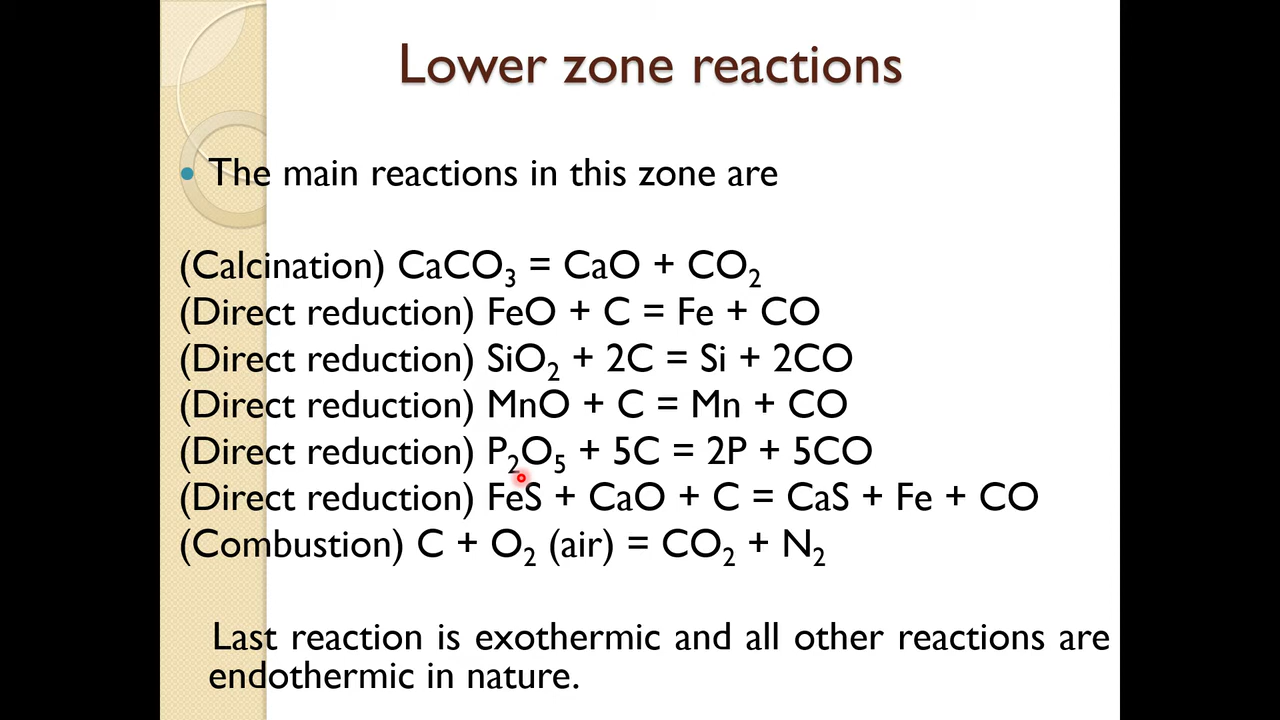 Lower zone reactions
• The main reactions in this zone are
(Calcination) CaCO₃ = CaO + CO₂
(Direct reduction) FeO + C = Fe + CO
(Direct reduction) SiO₂ + 2C = Si + 2CO
(Direct reduction) MnO + C = Mn + CO
(Direct reduction) P₂O₅ + 5C = 2P + 5CO
(Direct reduction) FeS + CaO + C = CaS + Fe + CO
(Combustion) C + O₂ (air) = CO₂ + N₂
Last reaction is exothermic and all other reactions are
endothermic in nature.